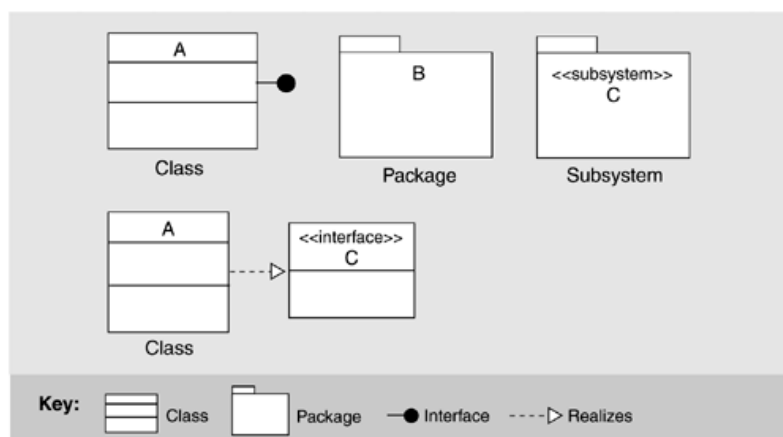 A
B
<<subsystem>>
C
Class
Package
Subsystem
A
<<interface>>
C
Class
Key:
Class
Package
Interface
Realizes